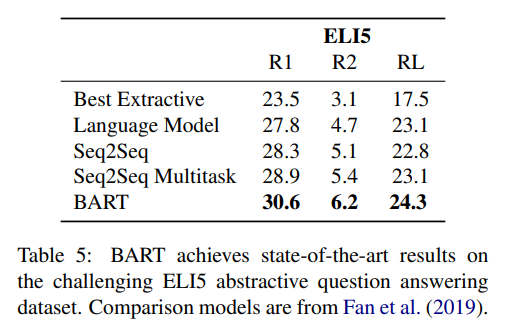 ELI5
R1 R2 RL
Best Extractive 23.5 3.1 17.5
Language Model 27.8 4.7 23.1
Seq2Seq 28.3 5.1 22.8
Seq2Seq Multitask 28.9 5.4 23.1
BART 30.6 6.2 24.3
Table 5: BART achieves state-of-the-art results on
the challenging ELI5 abstractive question answering
dataset. Comparison models are from Fan et al. (2019).